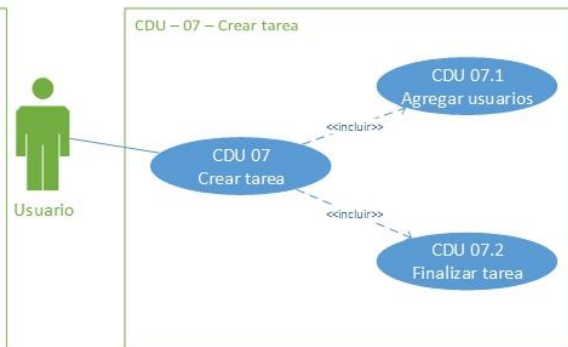 CDU – 07 – Crear tarea
CDU 07.1
Agregar usuarios
<<incluir>>
CDU 07
Crear tarea
Usuario
<<incluir>>
CDU 07.2
Finalizar tarea